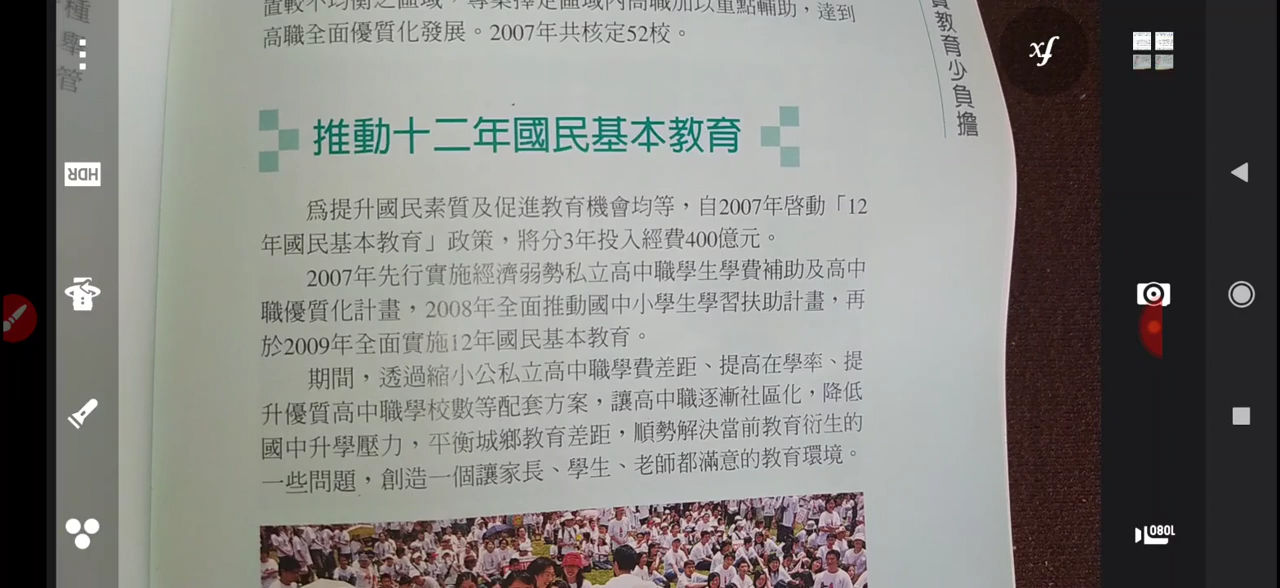 高職全面優質化發展。2007年共核定52校。
推動十二年國民基本教育
為提升國民素質及促進教育機會均等，自2007年啓動「12
年國民基本教育」政策，將分3年投入經費400億元。
2007年先行實施經濟弱勢私立高中職學生學費補助及高中
職優質化計畫，2008年全面推動國中小學生學習扶助計畫，再
於2009年全面實施12年國民基本教育。
期間，透過縮小公私立高中職學費差距、提高在學率、提
升優質高中職學校數等配套方案，讓高中職逐漸社區化，降低
國中升學壓力，平衡城鄉教育差距，順勢解決當前教育衍生的
一些問題，創造一個讓家長、學生、老師都滿意的教育環境。
教育少負擔
HDR
1080